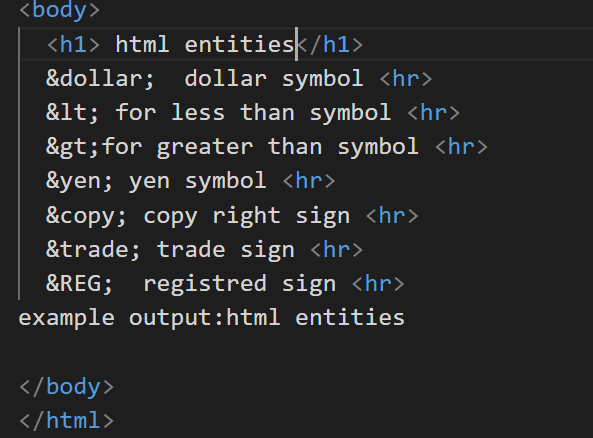 <body>
<h1> html entities</h1>
&dollar;  dollar symbol <hr>
&lt; for less than symbol <hr>
&gt;for greater than symbol <hr>
&yen; yen symbol <hr>
&copy; copy right sign <hr>
&trade; trade sign <hr>
&REG;  registred sign <hr>
example output:html entities
</body>
</html>